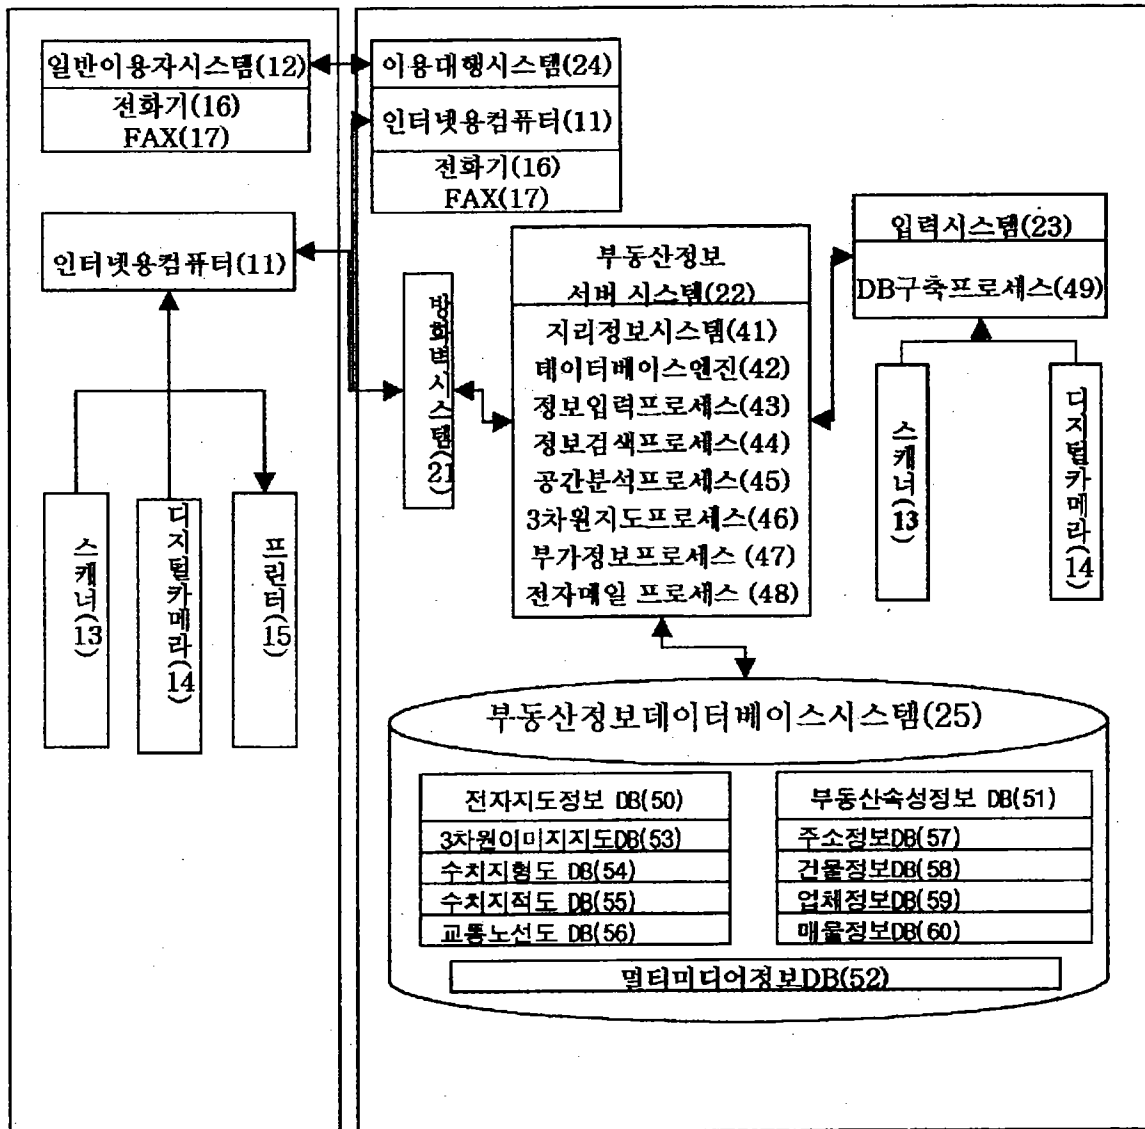 일반이용자시스템(12)
전화기(16)
FAX(17)
인터넷용컴퓨터(11)
스캐너(13)
디지털카메라(14)
프린터(15)
이용대행시스템(24)
인터넷용컴퓨터(11)
전화기(16)
FAX(17)
방화벽시스템(21)
부동산정보
서버 시스템(22)
지리정보시스템(41)
데이터베이스엔진(42)
정보입력프로세스(43)
정보검색프로세스(44)
공간분석프로세스(45)
3차원지도프로세스(46)
부가정보프로세스 (47)
전자메일 프로세스 (48)
입력시스템(23)
DB구축프로세스(49)
스캐너(13)
디지털카메라(14)
부동산정보데이터베이스시스템(25)
전자지도정보 DB(50)
3차원이미지지도DB(53)
수치지형도 DB(54)
수치지적도 DB(55)
교통노선도 DB(56)
부동산속성정보 DB(51)
주소정보DB(57)
건물정보DB(58)
업체정보DB(59)
매물정보DB(60)
멀티미디어정보DB(52)